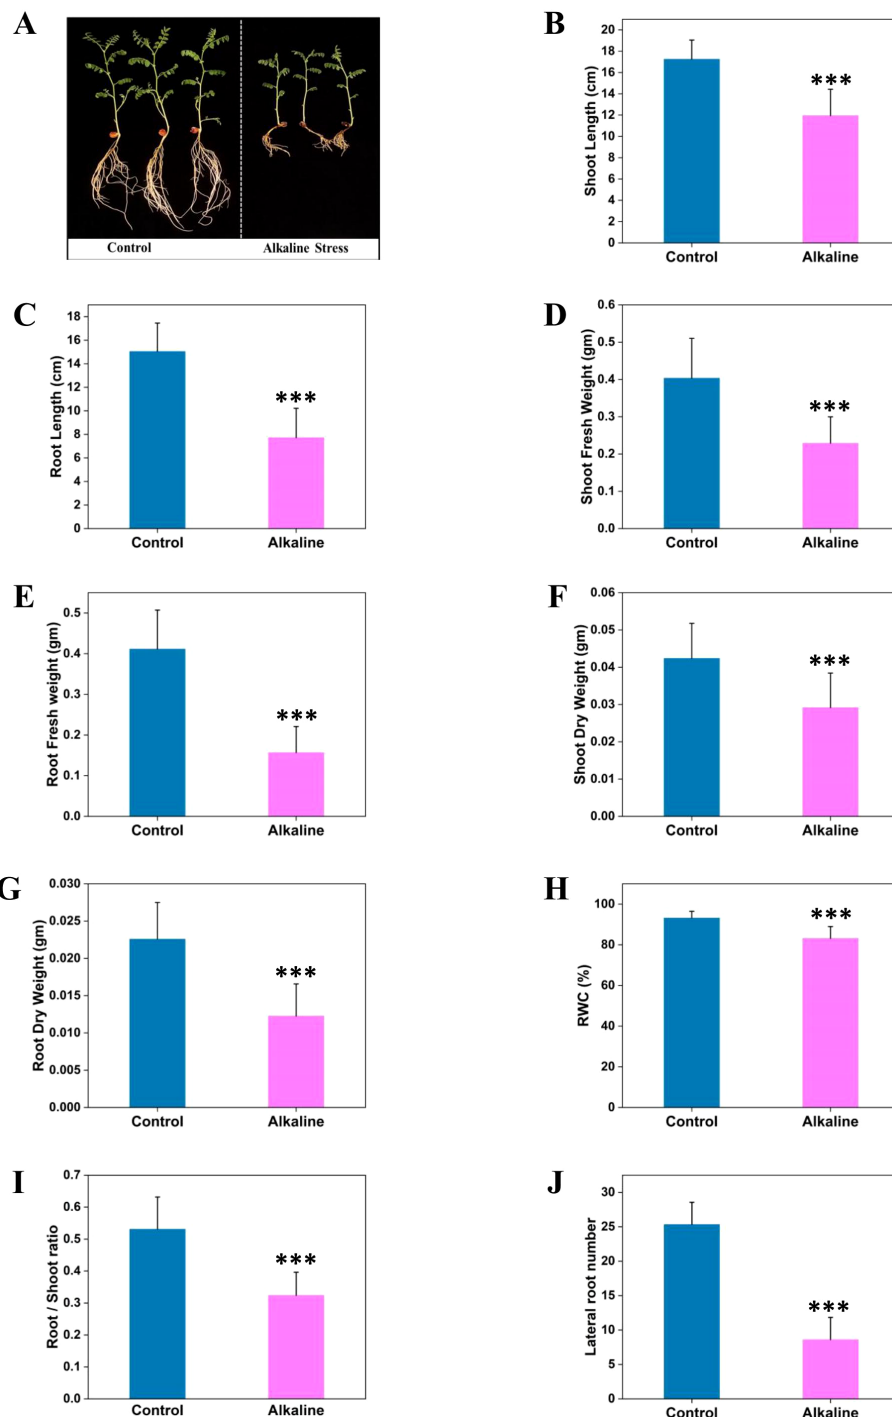 A
Control
Alkaline Stress
B
Shoot Length (cm)
20
18
16
14
12
10
8
6
4
2
0
***
Control
Alkaline
C
Root Length (cm)
18
16
14
12
10
8
6
4
2
0
***
Control
Alkaline
D
Shoot Fresh Weight (gm)
0.6
0.5
0.4
0.3
0.2
0.1
0.0
***
Control
Alkaline
E
Root Fresh weight (gm)
0.5
0.4
0.3
0.2
0.1
0.0
***
Control
Alkaline
F
Shoot Dry Weight (gm)
0.06
0.05
0.04
0.03
0.02
0.01
0.00
***
Control
Alkaline
G
Root Dry Weight (gm)
0.030
0.025
0.020
0.015
0.010
0.005
0.000
***
Control
Alkaline
H
RWC (%)
100
80
60
40
20
0
***
Control
Alkaline
I
Root / Shoot ratio
0.7
0.6
0.5
0.4
0.3
0.2
0.1
0.0
***
Control
Alkaline
J
Lateral root number
30
25
20
15
10
5
0
***
Control
Alkaline